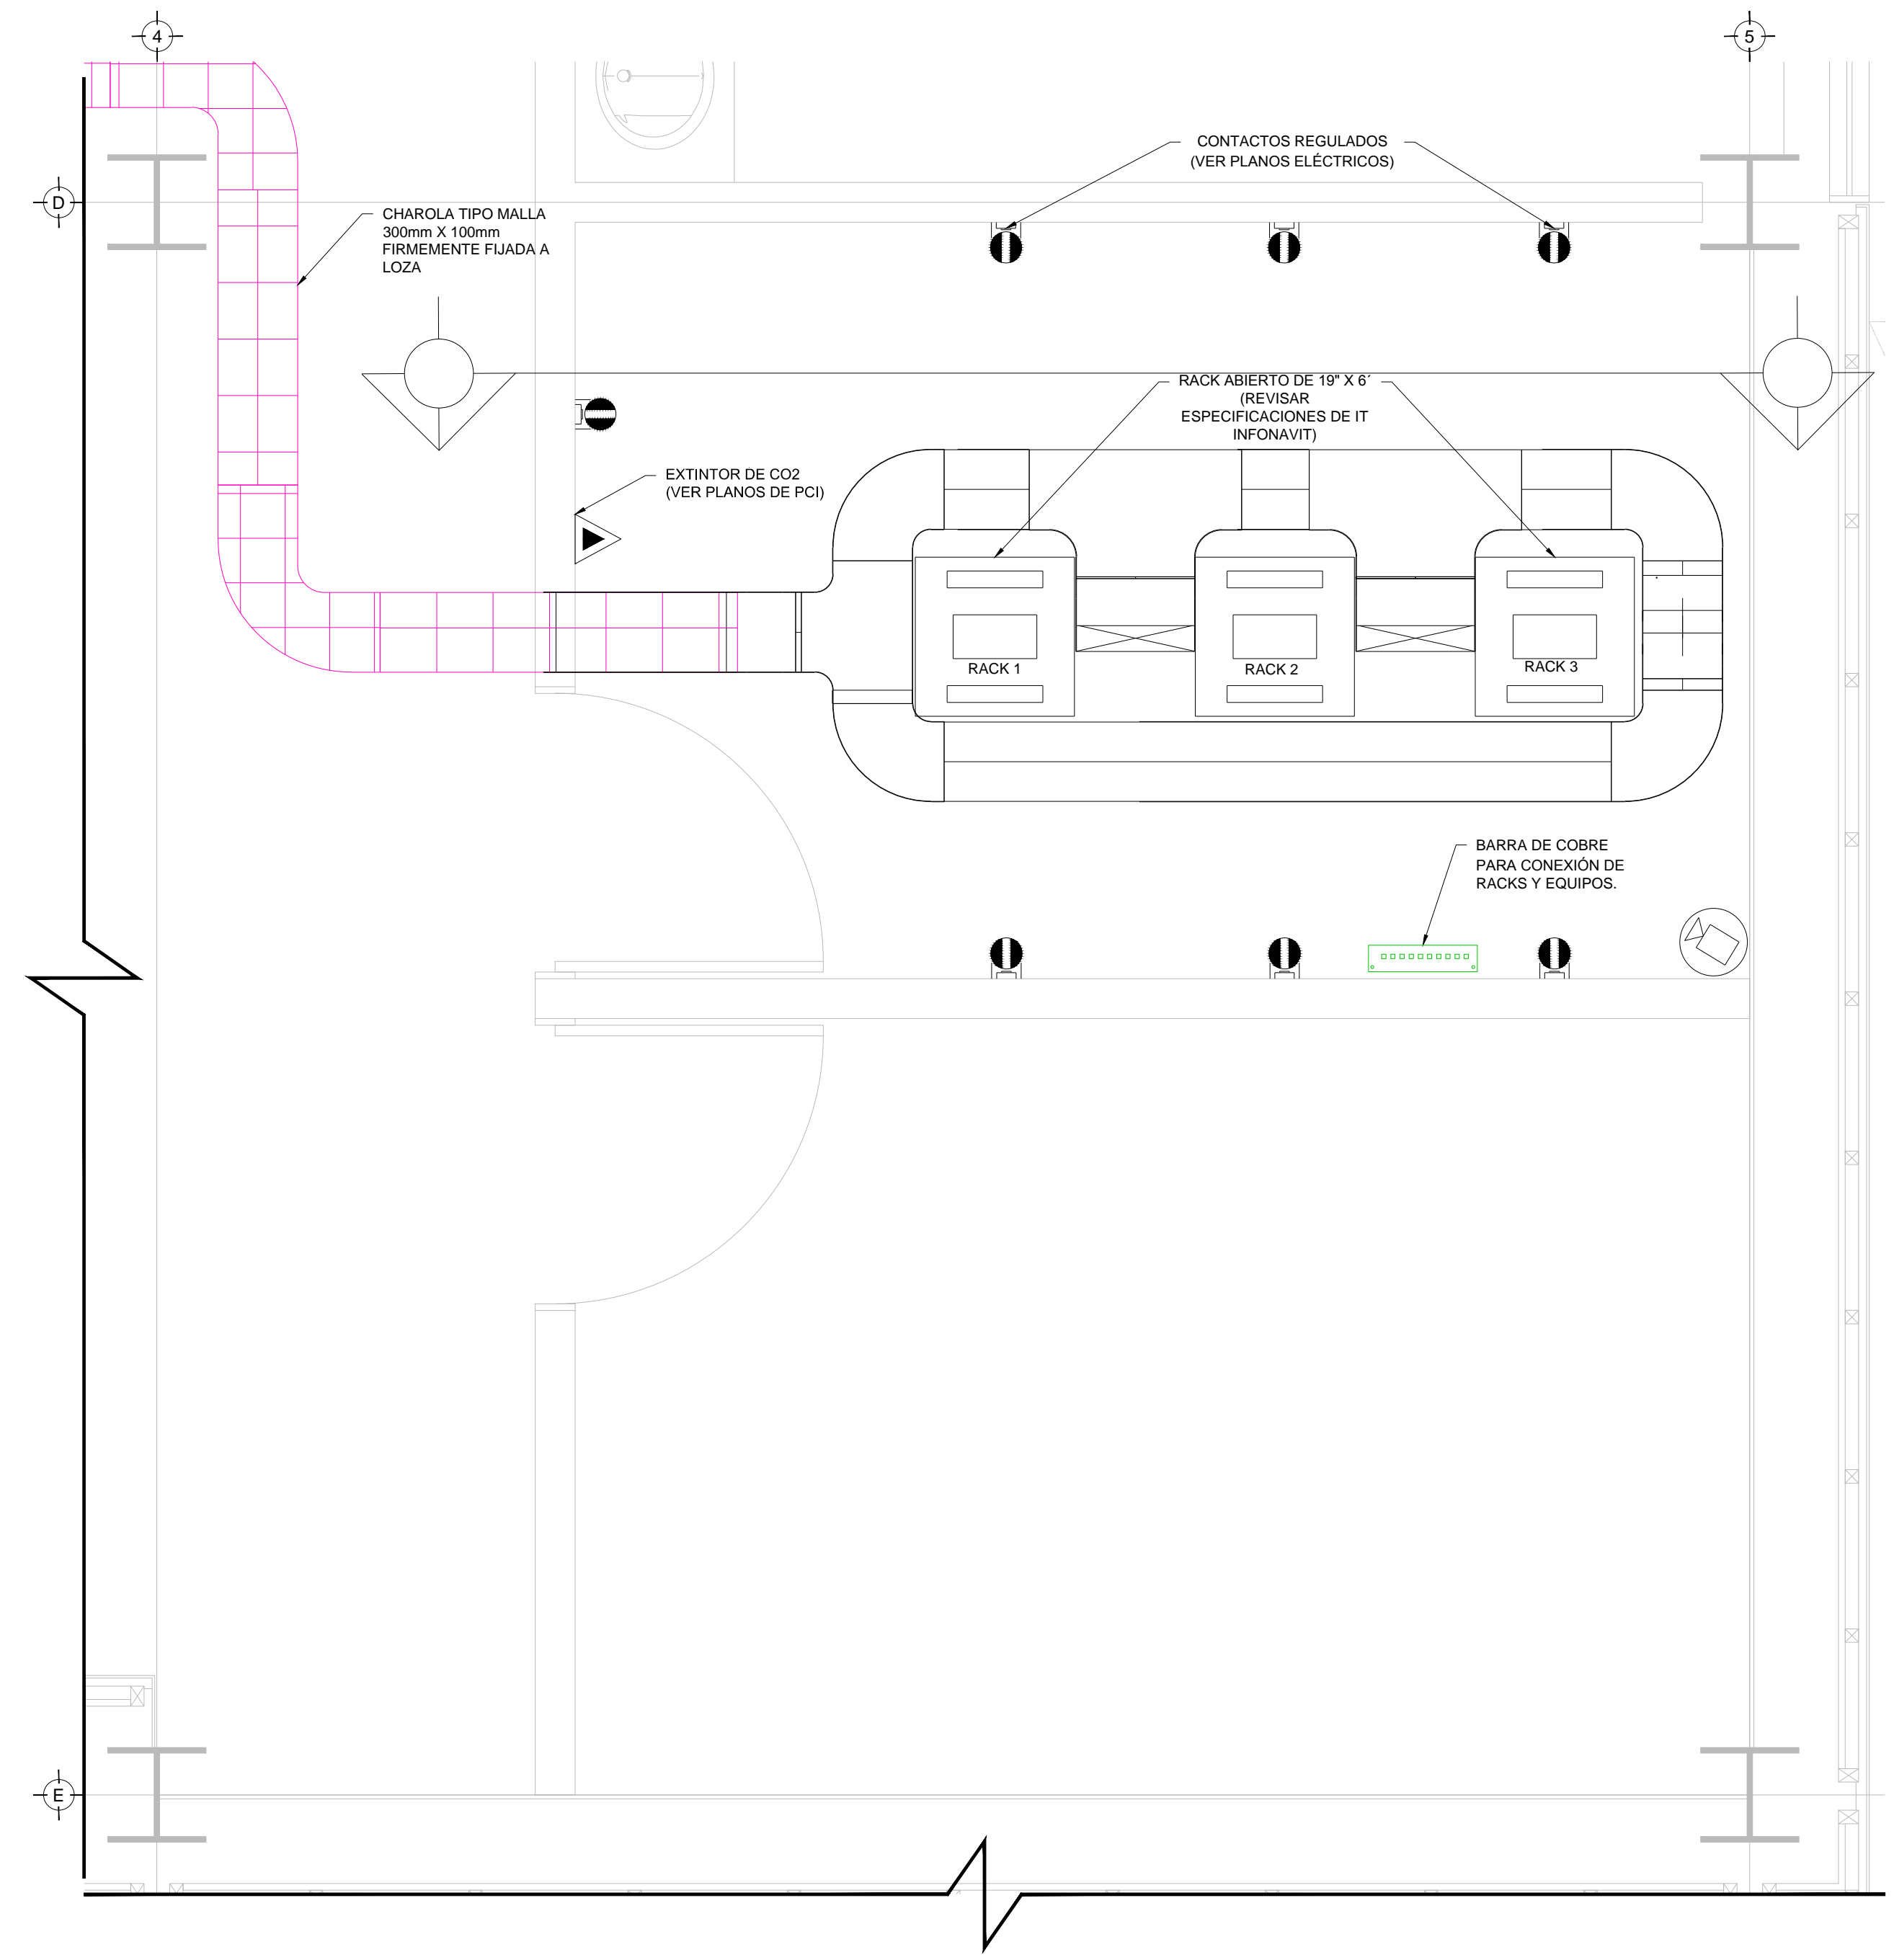 4
5
CONTACTOS REGULADOS
(VER PLANOS ELÉCTRICOS)
D
CHAROLA TIPO MALLA
300mm X 100mm
FIRMEMENTE FIJADA A
LOZA
RACK ABIERTO DE 19" X 6´
(REVISAR
ESPECIFICACIONES DE IT
INFONAVIT)
EXTINTOR DE CO2
(VER PLANOS DE PCI)
RACK 1
RACK 2
RACK 3
BARRA DE COBRE
PARA CONEXIÓN DE
RACKS Y EQUIPOS.
E